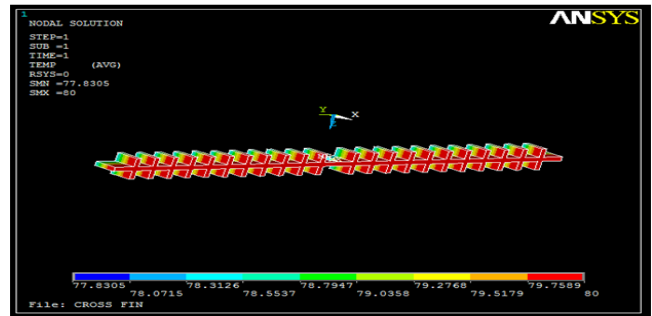 1
NODAL SOLUTION
ANSYS
STEP=1
SUB =1
TIME=1
TEMP (AVG)
RSYS=0
SMN =77.8305
SMX =80
Y
X
77.8305 78.3126 78.7947 79.2768 79.7589
78.0715 78.5537 79.0358 79.5179 80
File: CROSS FIN